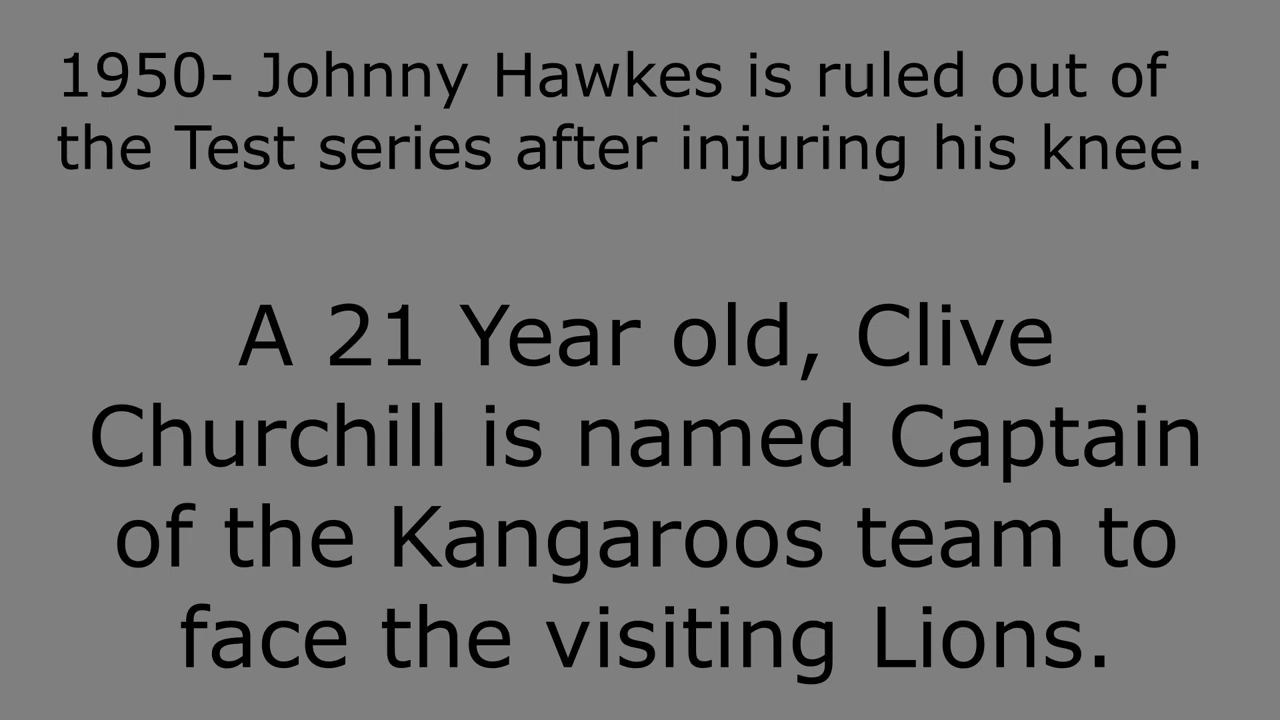 1950- Johnny Hawkes is ruled out of
the Test series after injuring his knee.
A 21 Year old, Clive
Churchill is named Captain
of the Kangaroos team to
face the visiting Lions.